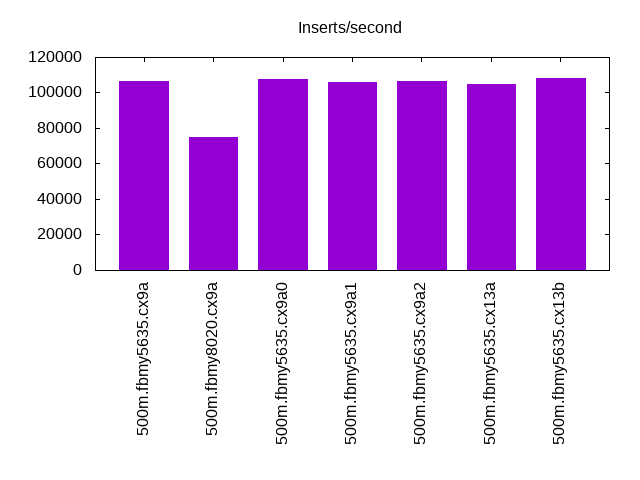 Inserts/second
120000
100000
80000
60000
40000
20000
0
500m.fbmy5635.cx9a
500m.fbmy8020.cx9a
500m.fbmy5635.cx9a0
500m.fbmy5635.cx9a1
500m.fbmy5635.cx9a2
500m.fbmy5635.cx13a
500m.fbmy5635.cx13b